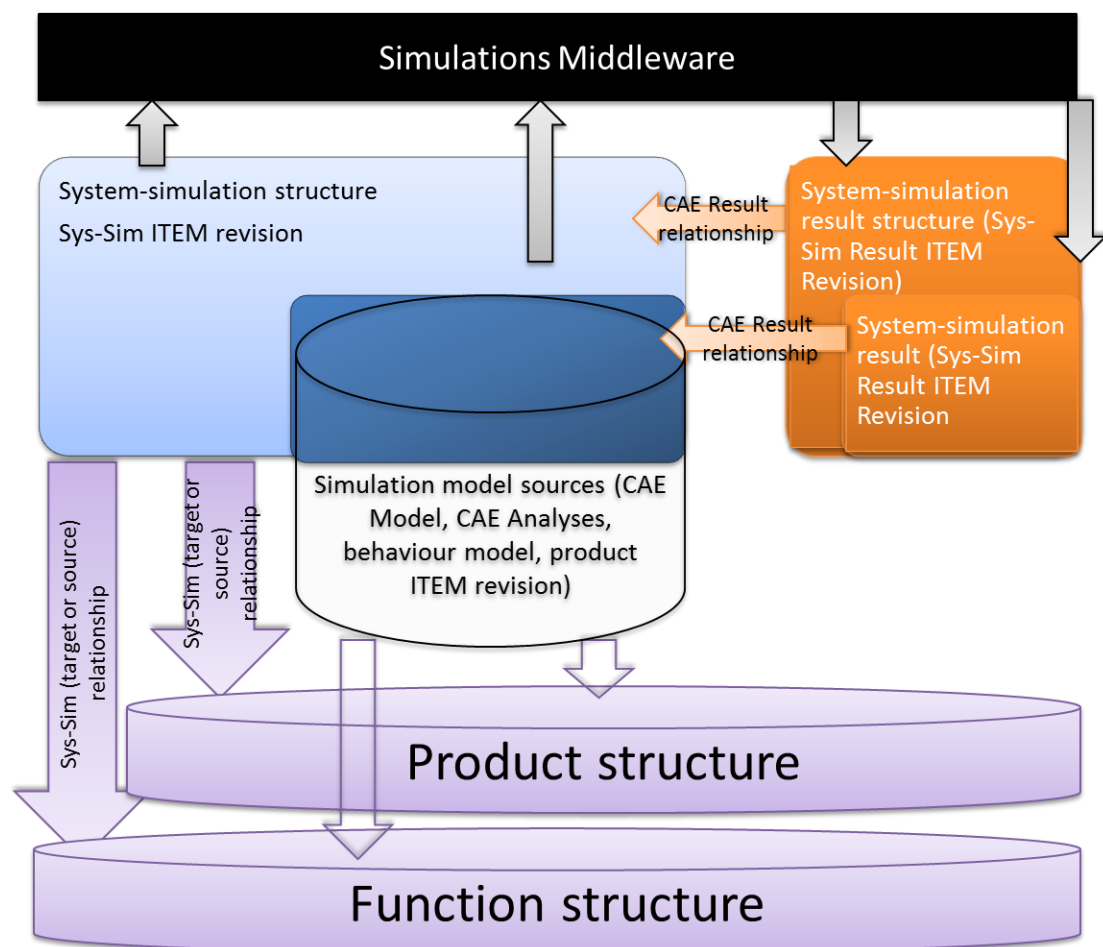 Simulations Middleware
System-simulation structure
Sys-Sim ITEM revision
CAE Result
relationship
System-simulation
result structure (Sys-
Sim Result ITEM
Revision)
CAE Result
relationship
System-simulation
result (Sys-Sim
Result ITEM
Revision
Sys-Sim (target or source)
relationship
Sys-Sim (target or
source)
relationship
Simulation model sources (CAE
Model, CAE Analyses,
behaviour model, product
ITEM revision)
Product structure
Function structure